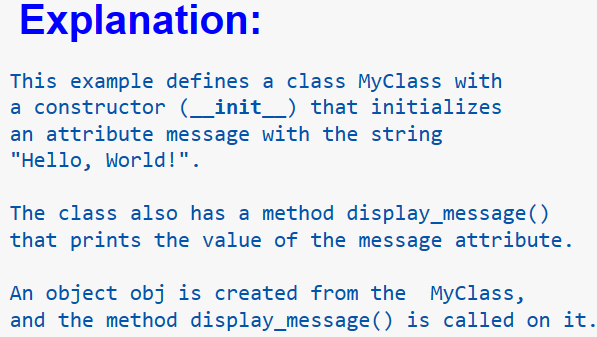 Explanation:
This example defines a class MyClass with
a constructor (__init__) that initializes
an attribute message with the string
"Hello, World!".
The class also has a method display_message()
that prints the value of the message attribute.
An object obj is created from the  MyClass,
and the method display_message() is called on it.